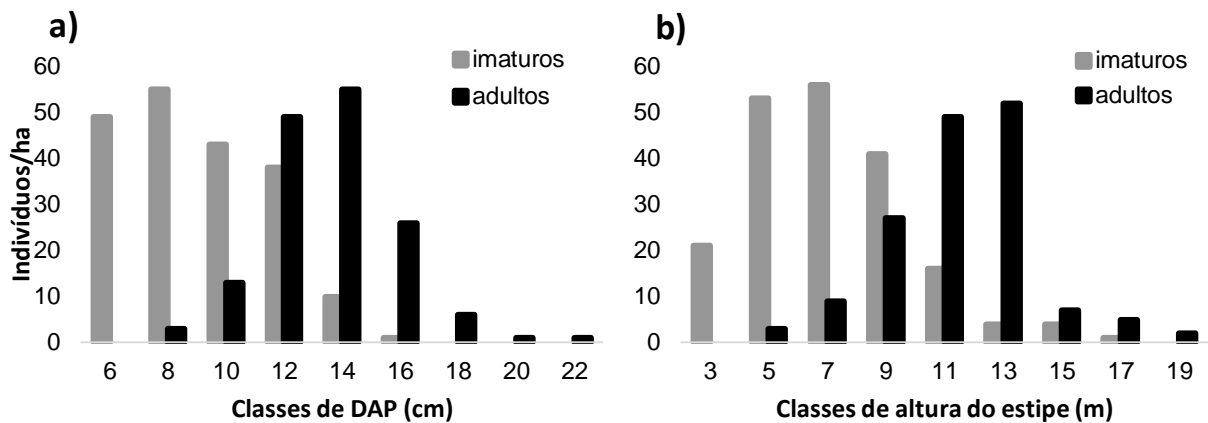 a)
imaturos
adultos
60
50
40
30
20
10
0
Indivíduos/ha
6 8 10 12 14 16 18 20 22
Classes de DAP (cm)
b)
imaturos
adultos
60
50
40
30
20
10
0
3 5 7 9 11 13 15 17 19
Classes de altura do estipe (m)